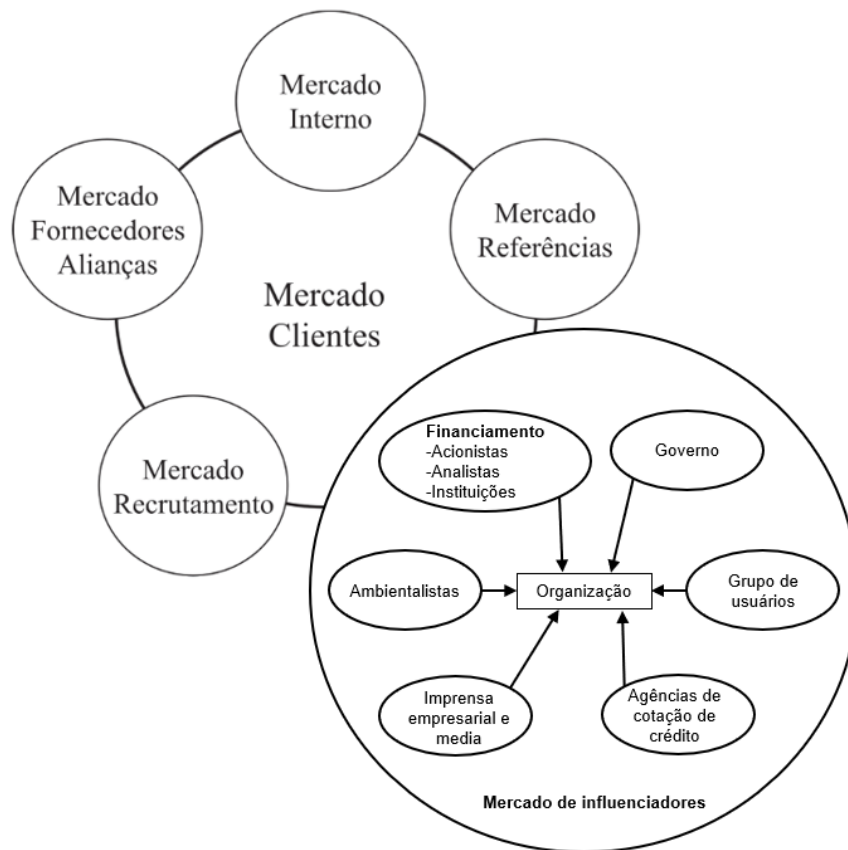 Mercado
Interno
Mercado
Fornecedores
Alianças
Mercado
Referências
Mercado
Clientes
Mercado
Recrutamento
Financiamento
-Acionistas
-Analistas
-Instituições
Governo
Ambientalistas
Organização
Grupo de
usuários
Imprensa
empresarial e
media
Agências de
cotação de
crédito
Mercado de influenciadores